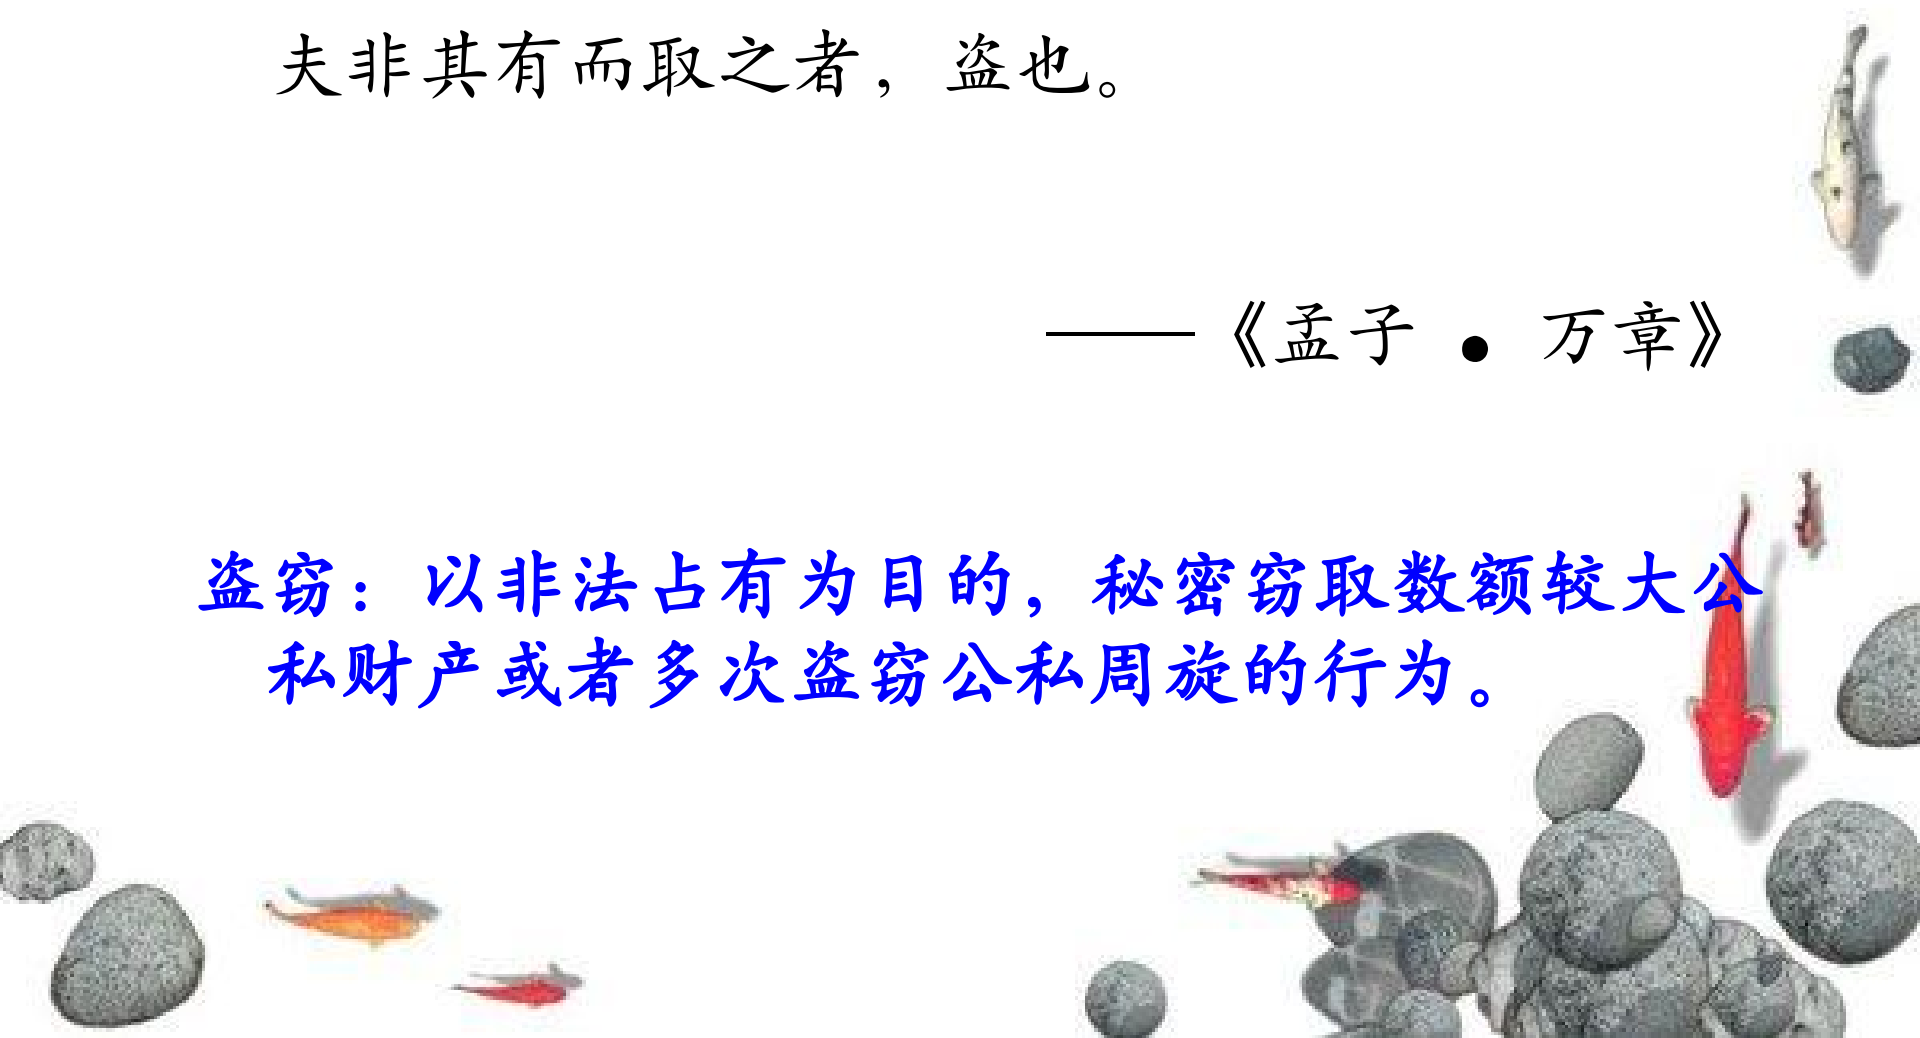 夫非其有而取之者，盗也。
——《孟子 • 万章》
盗窃：以非法占有为目的，秘密窃取数额较大公
私财产或者多次盗窃公私周旋的行为。